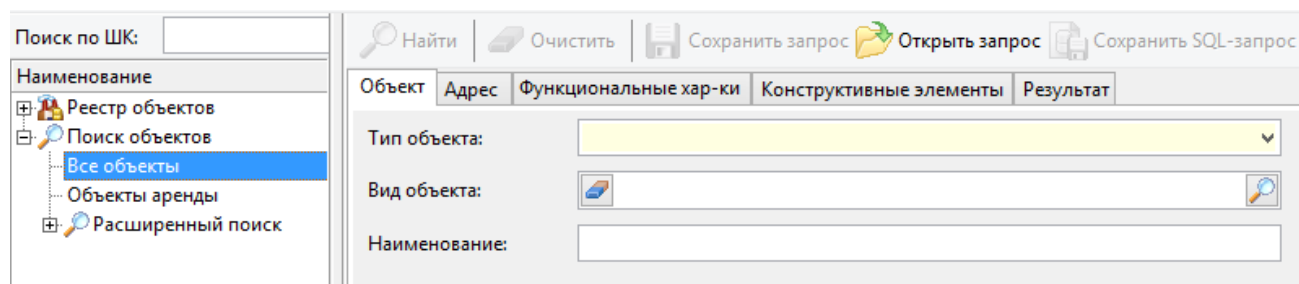 Поиск по ШК:
Найти Очистить Сохранить запрос Открыть запрос Сохранить SQL-запрос
Наименование
Реестр объектов
Поиск объектов
Все объекты
Объекты аренды
Расширенный поиск
Объект Адрес Функциональные хар-ки Конструктивные элементы Результат
Тип объекта:
Вид объекта:
Наименование: